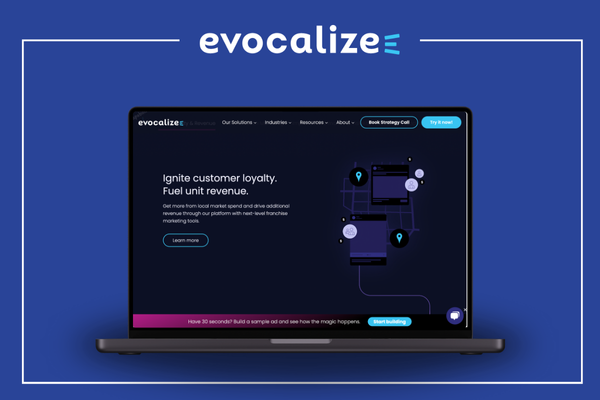 evocalize
evocalize
Our Solutions
Industries
Resources
About
Book Strategy Call
Try it now!
Ignite customer loyalty.
Fuel unit revenue.
Get more from local market spend and drive additional
revenue through our platform with next-level franchise
marketing tools.
Learn more
Have 30 seconds? Build a sample ad and see how the magic happens.
Start building